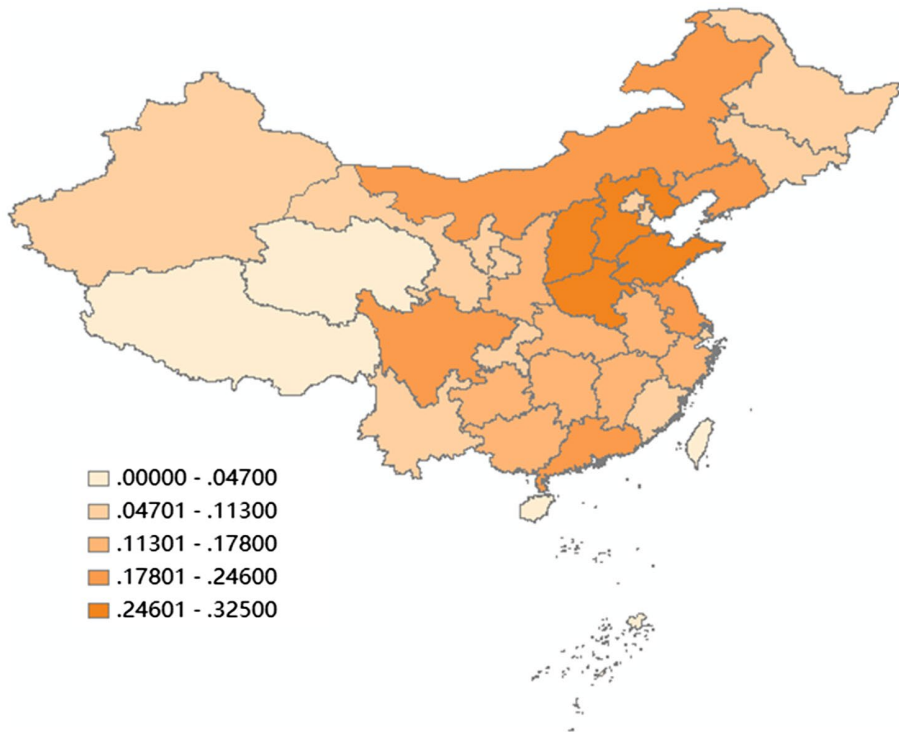 .00000 - .04700
.04701 - .11300
.11301 - .17800
.17801 - .24600
.24601 - .32500